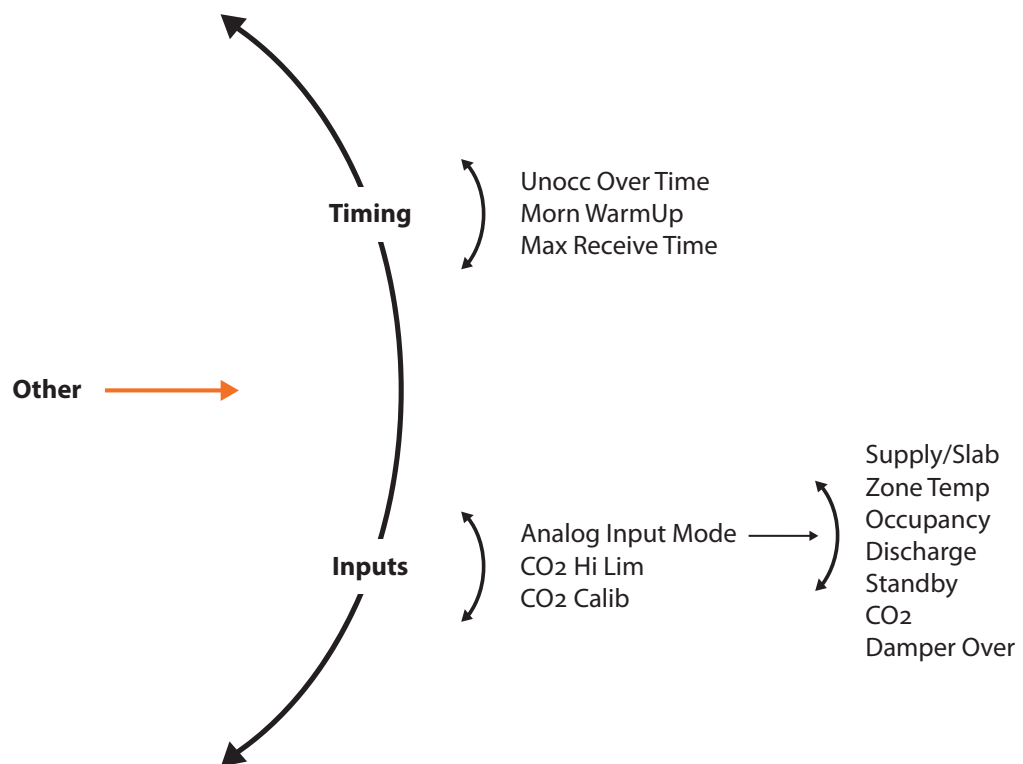 Unocc Over Time
Timing
Morn WarmUp
Max Receive Time
Other
Supply/Slab
Zone Temp
Occupancy
Analog Input Mode
Discharge
Inputs
CO2 Hi Lim
Standby
CO2 Calib
CO2
Damper Over